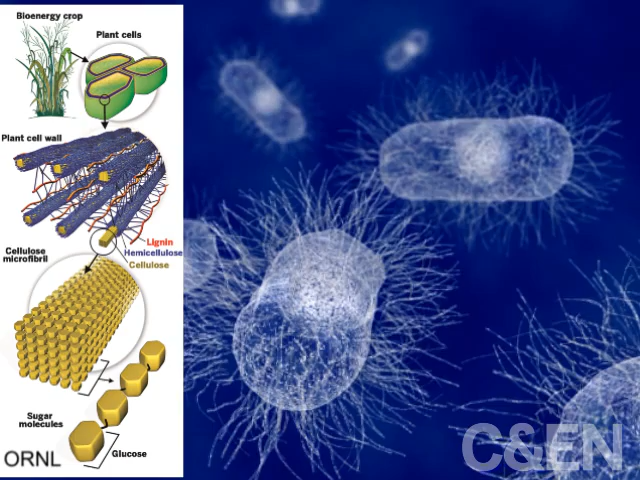 Bioenergy crop
Plant cells
Plant cell wall
Lignin
Hemicellulose
Cellulose
Cellulose
microfibril
Sugar
molecules
Glucose
ORNL
C&EN